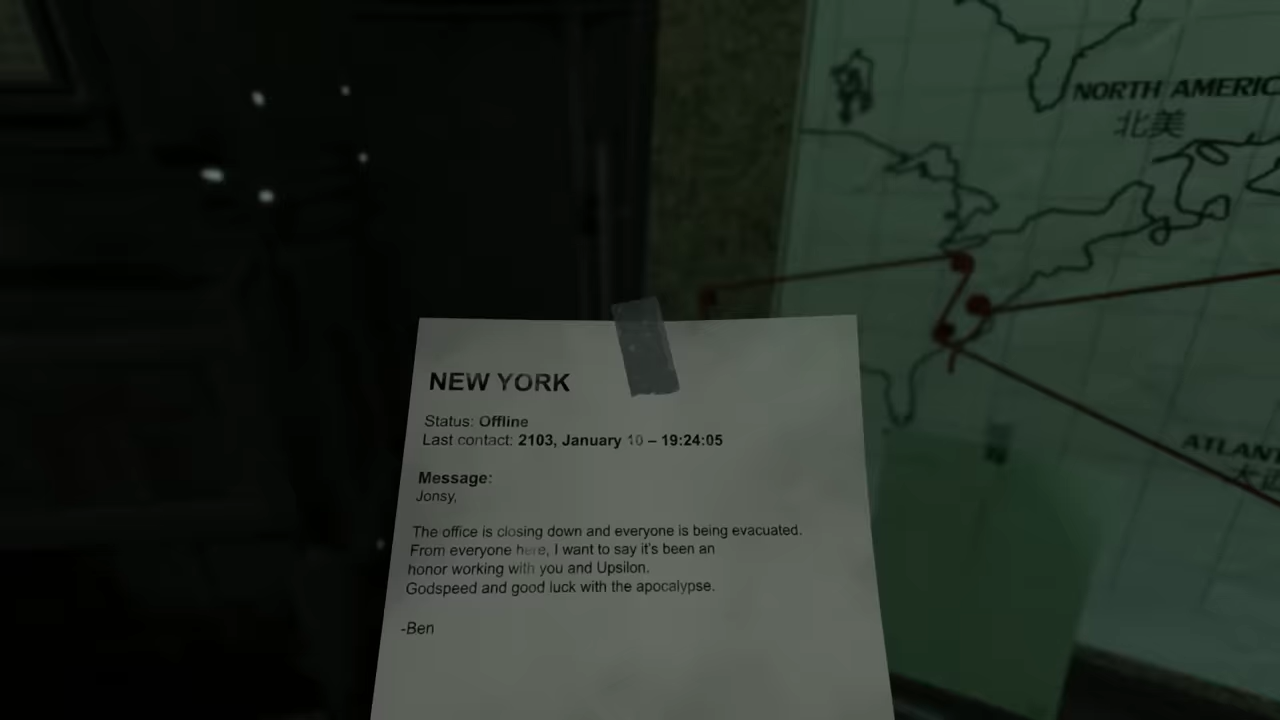 NORTH AMERIC
北美
NEW YORK
Status: Offline
Last contact: 2103, January 10 – 19:24:05
Message:
Jonsy,
The office is closing down and everyone is being evacuated.
From everyone here, I want to say it's been an
honor working with you and Upsilon.
Godspeed and good luck with the apocalypse.
-Ben
ATLANT